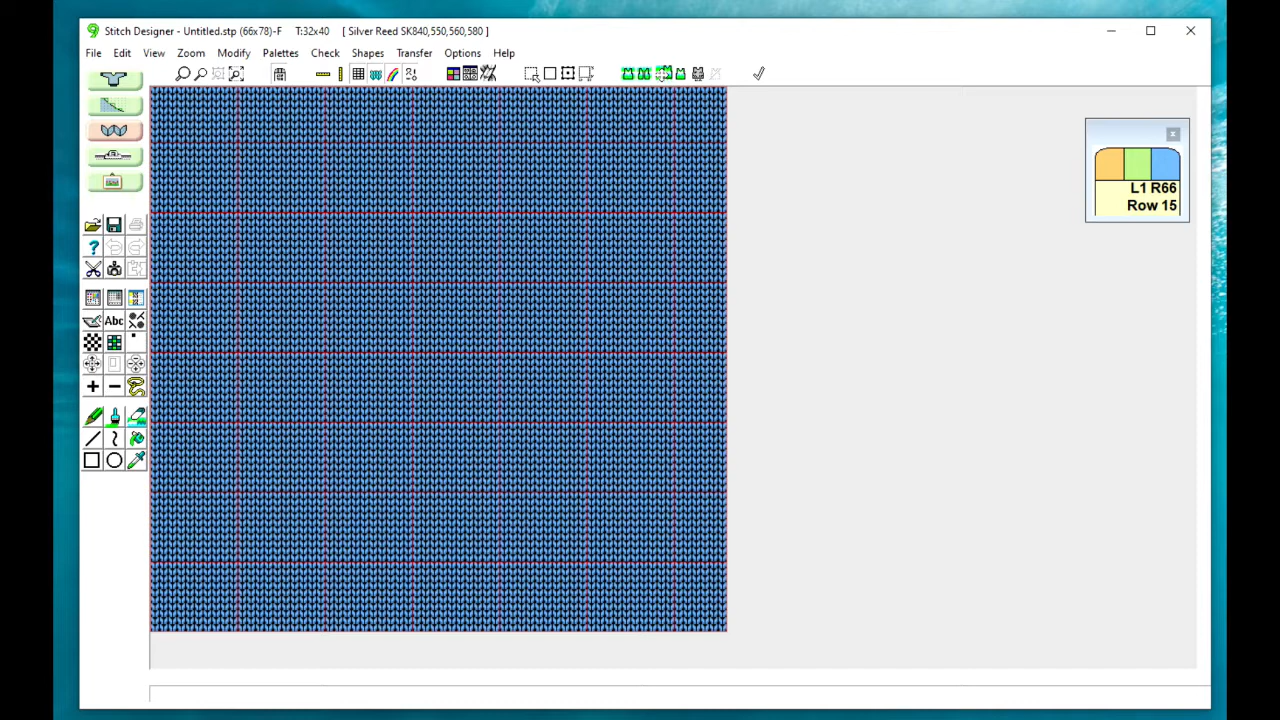 Stitch Designer - Untitled.stp (66x78)-F T:32x40 [ Silver Reed SK840,550,560,580 ]
File Edit View Zoom Modify Palettes Check Shapes Transfer Options Help
L1 R66
Row 15
Abc